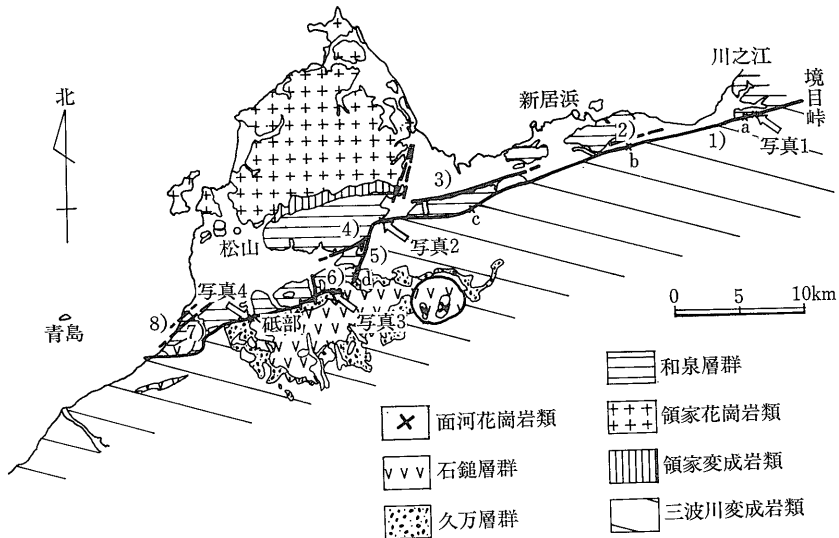 北
川之江
境目峠
新居浜
1)
a
写真1
2)
b
3)
c
松山
4)
写真2
5)
6)
d
写真4
砥部
写真3
8)
7
青島
0 5 10km
和泉層群
面河花崗岩類
領家花崗岩類
石鎚層群
領家変成岩類
久万層群
三波川変成岩類